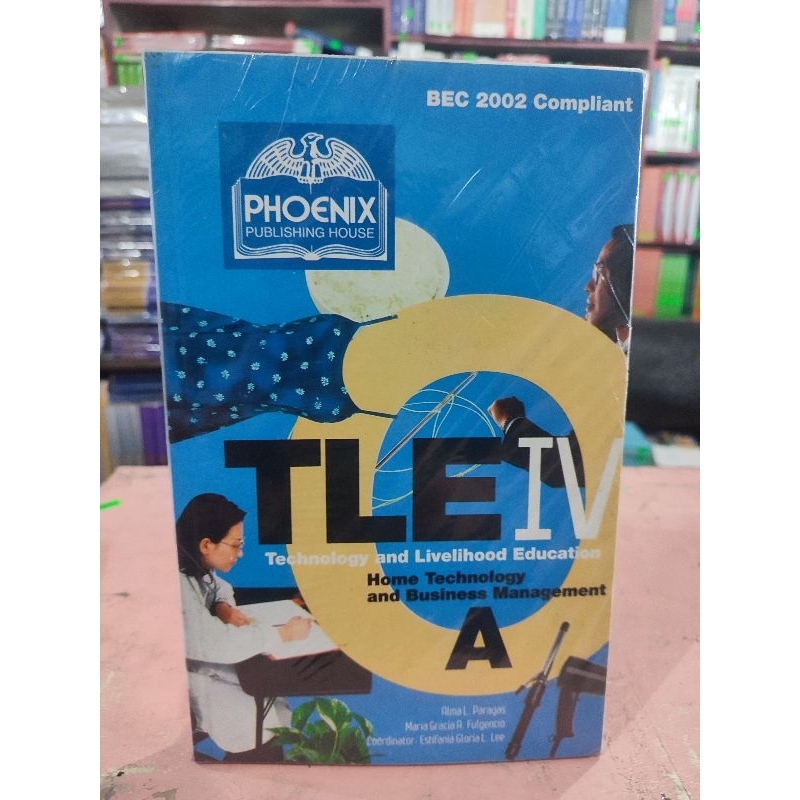 BEC 2002 Compliant
PHOENIX
PUBLISHING HOUSE
TLE IV
Technology and Livelihood Education
Home Technology
and Business Management
A
Alma L. Paragas
Maria Gracia A. Fulgencio
Coordinator: Estifania Gloria L. Lee